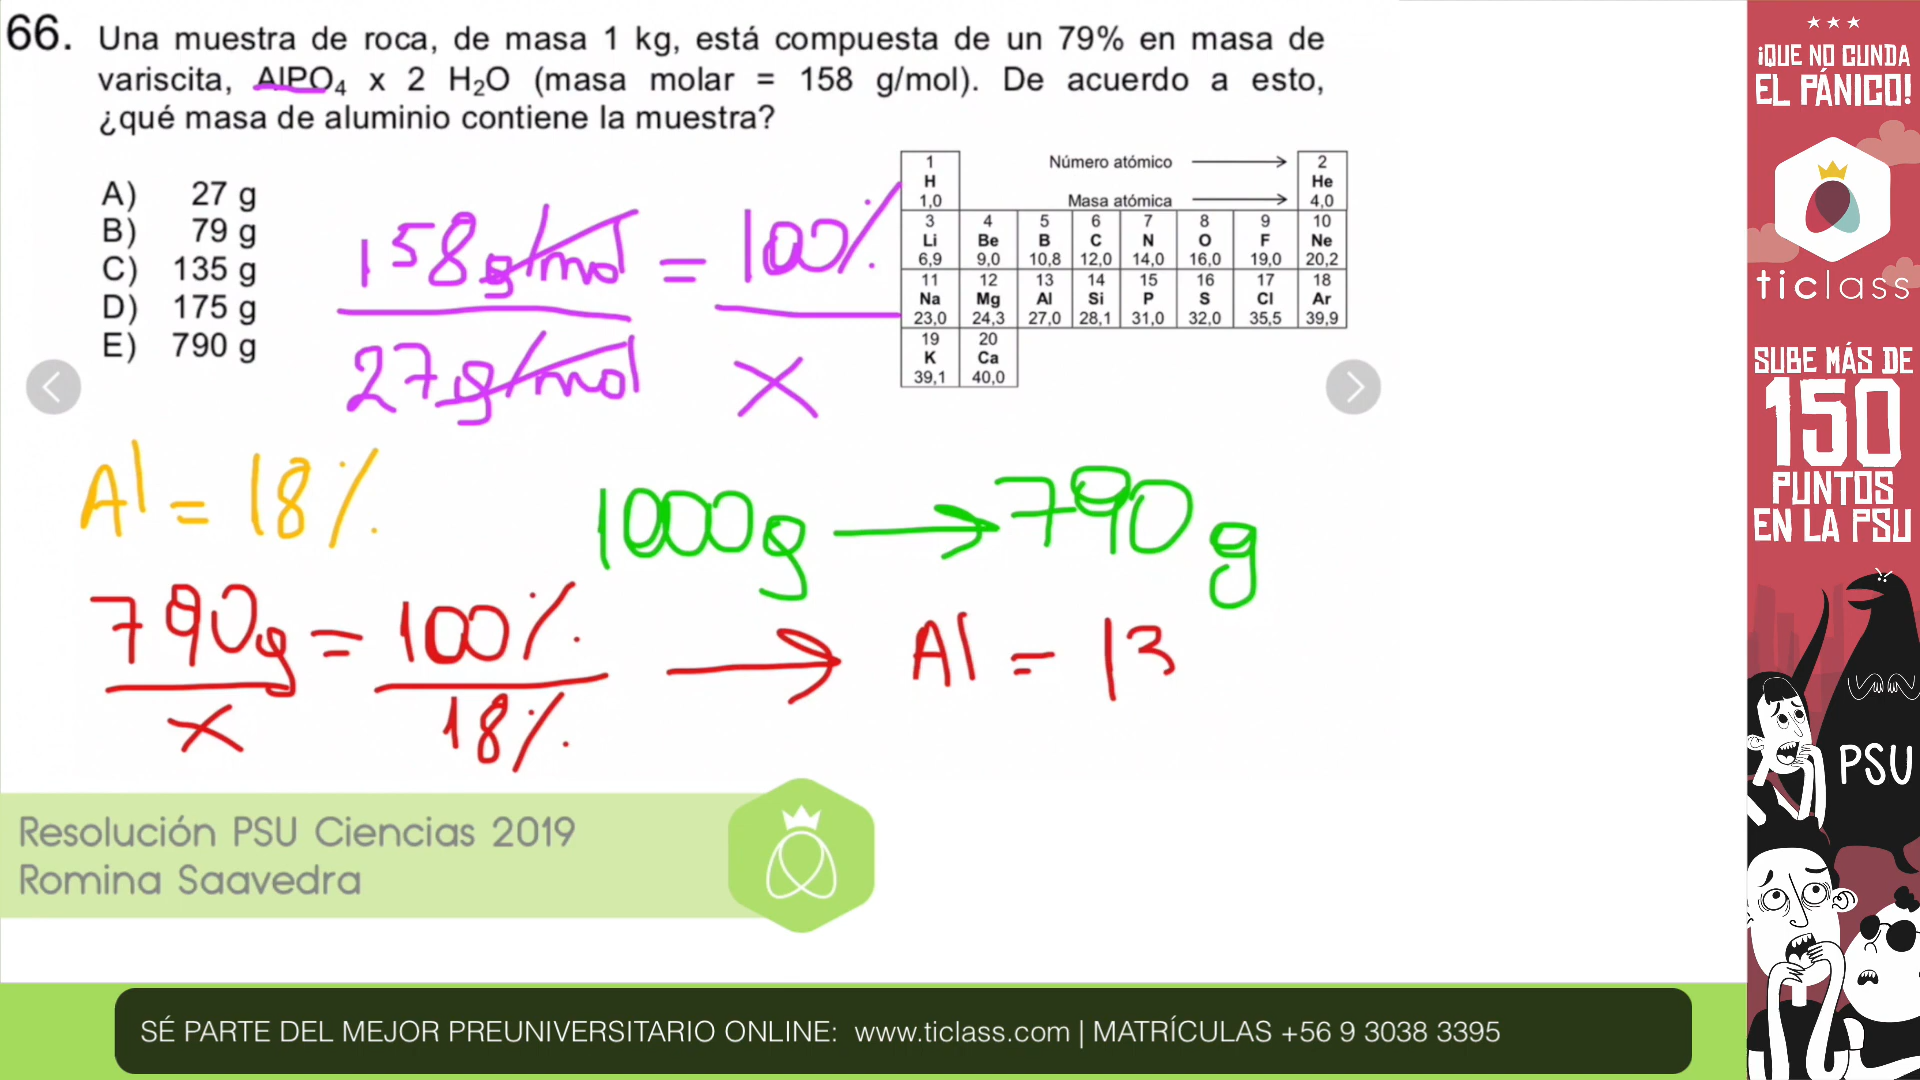 66. Una muestra de roca, de masa 1 kg, está compuesta de un 79% en masa de
variscita, AlPO4 x 2 H2O (masa molar = 158 g/mol). De acuerdo a esto,
¿qué masa de aluminio contiene la muestra?
A) 27 g
B) 79 g
C) 135 g
D) 175 g
E) 790 g
158 g/mol = 100%
27 g/mol x
1 Número atómico 2
H He
1,0 Masa atómica 4,0
3 4 5 6 7 8 9 10
Li Be B C N O F Ne
6,9 9,0 10,8 12,0 14,0 16,0 19,0 20,2
11 12 13 14 15 16 17 18
Na Mg Al Si P S Cl Ar
23,0 24,3 27,0 28,1 31,0 32,0 35,5 39,9
19 20
K Ca
39,1 40,0
Al = 18%
1000g 790g
790g = 100%
x 18%
Al = 13
Resolución PSU Ciencias 2019
Romina Saavedra
SÉ PARTE DEL MEJOR PREUNIVERSITARIO ONLINE: www.ticlass.com | MATRÍCULAS +56 9 3038 3395
¡QUE NO CUNDA
EL PÁNICO!
ticlass
SUBE MÁS DE
150
PUNTOS
EN LA PSU
PSU